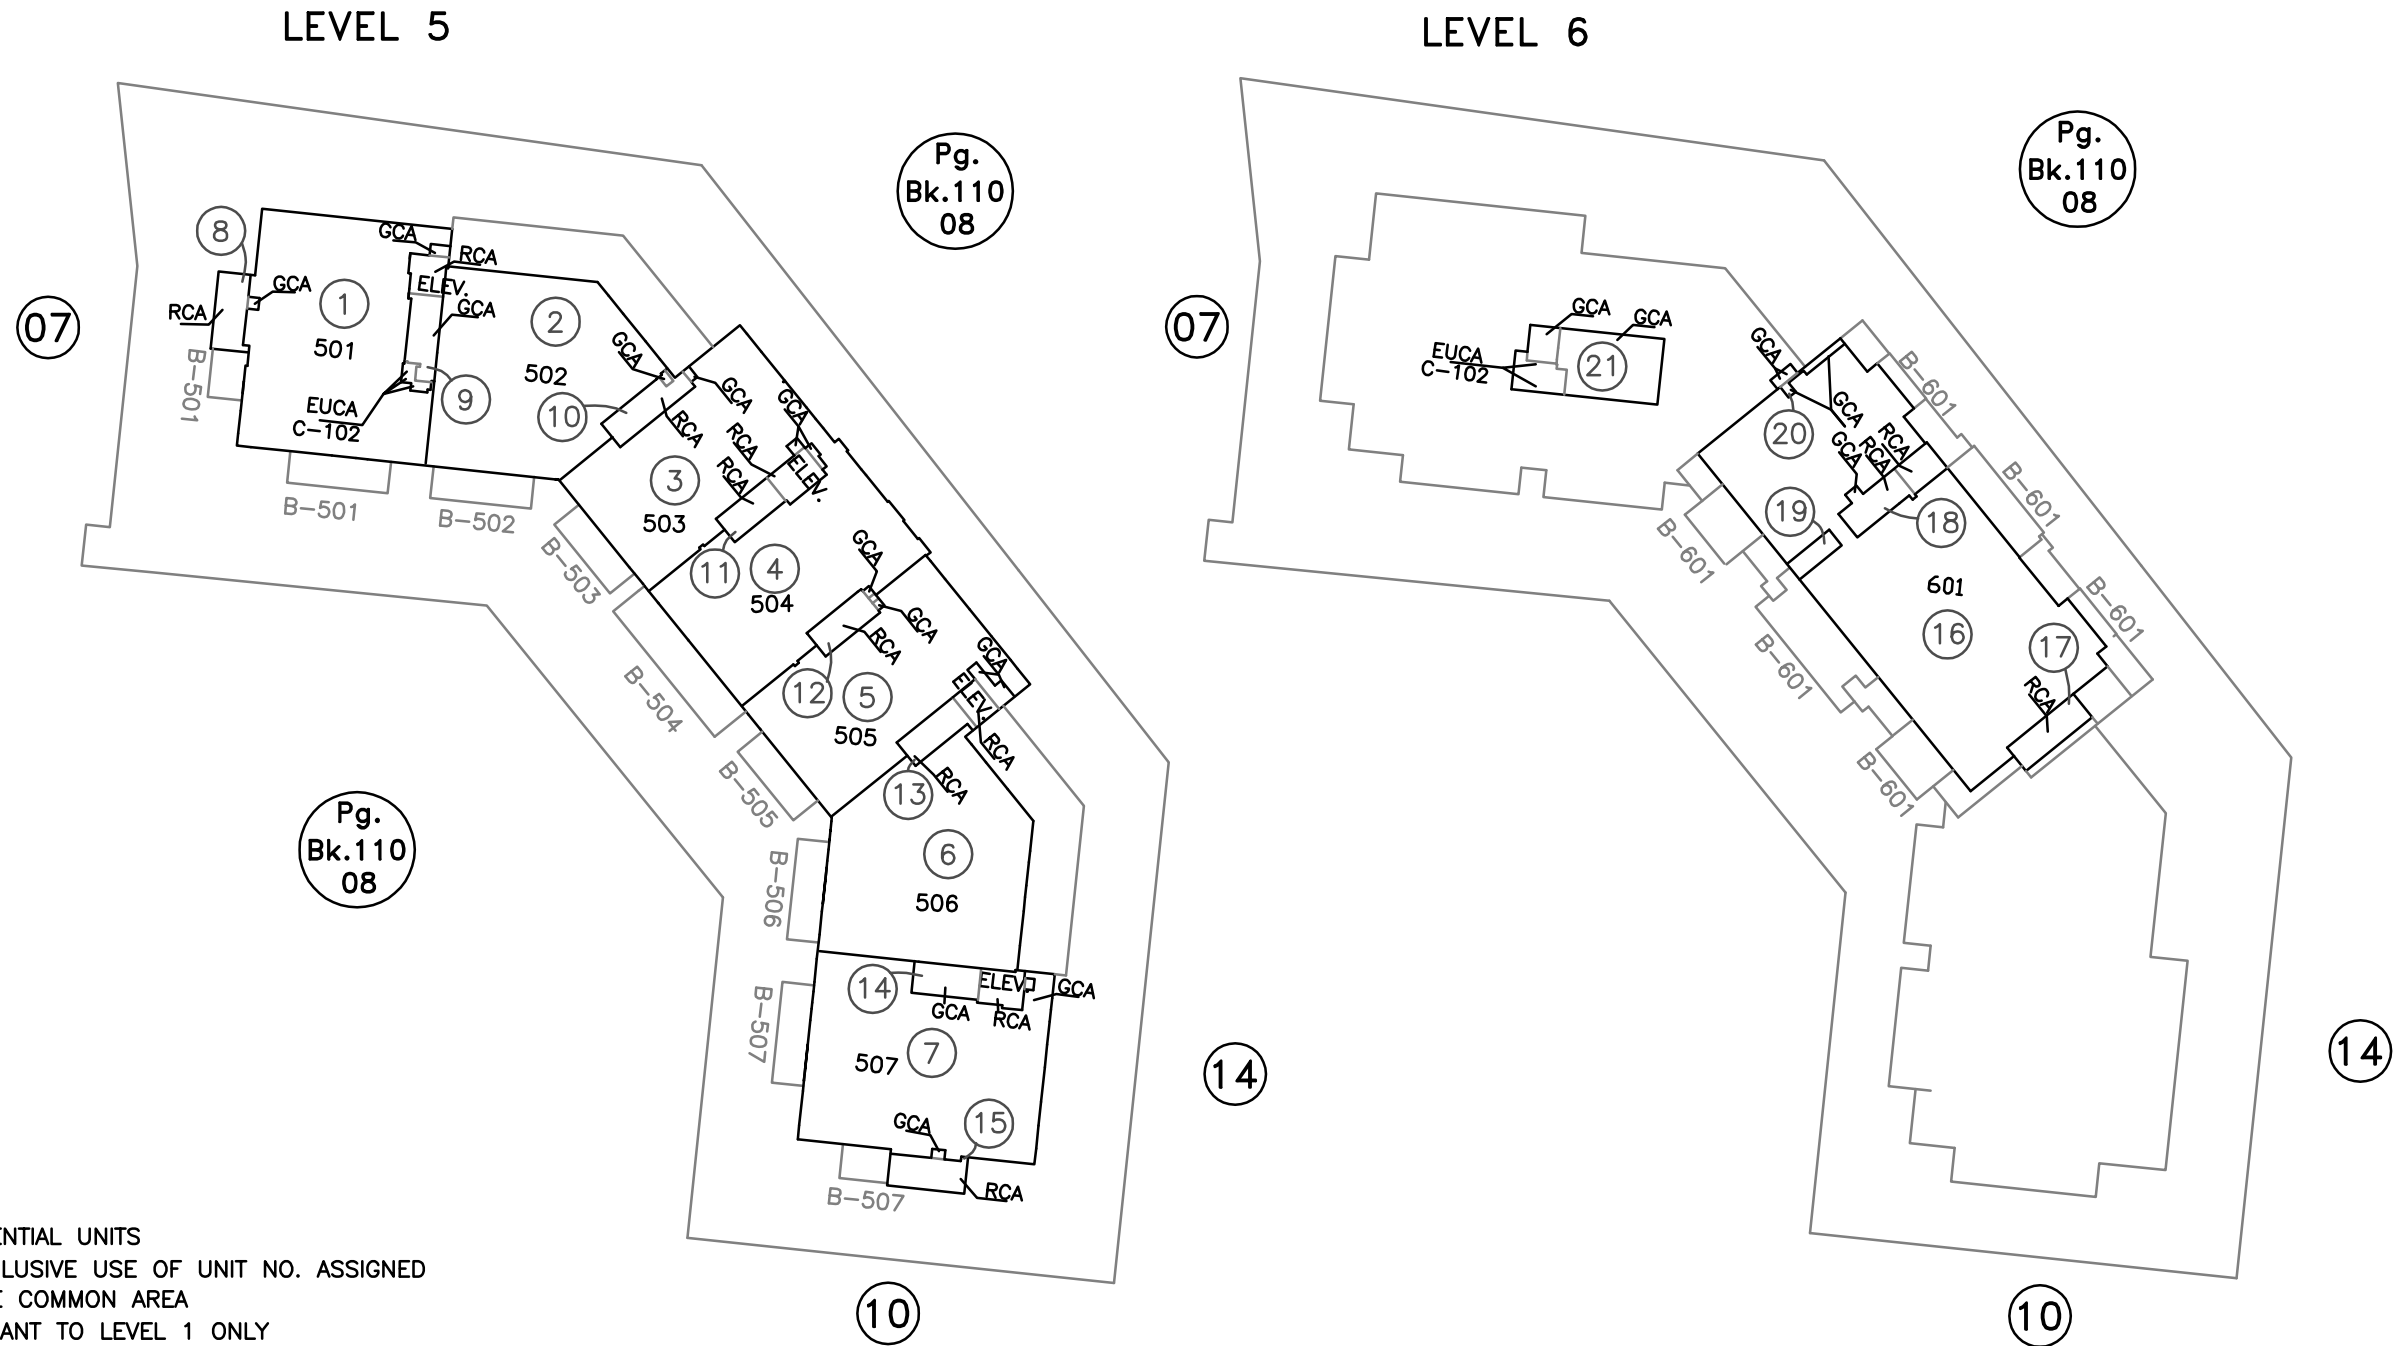 LEVEL 5
Pg.
Bk.110
08
07
8
RCA
GCA
1
501
B-501
GCA
RCA
ELEV.
GCA
EUCA
C-102
9
2
502
GCA
10
GCA
RCA
B-501
B-502
3
503
RCA
RCA
GCA
ELEV.
11
4
504
B-503
GCA
GCA
RCA
12
5
505
B-504
GCA
ELEV.
RCA
RCA
13
B-505
6
506
B-506
Pg.
Bk.110
08
14
GCA
ELEV.
RCA
GCA
B-507
7
507
GCA
15
RCA
B-507
14
10
ENTIAL UNITS
LUSIVE USE OF UNIT NO. ASSIGNED
E COMMON AREA
ANT TO LEVEL 1 ONLY
LEVEL 6
Pg.
Bk.110
08
07
GCA
GCA
EUCA
C-102
21
GCA
20
GCA
GCA
RCA
RCA
B-601
19
18
B-601
B-601
601
16
B-601
17
RCA
B-601
B-601
14
10